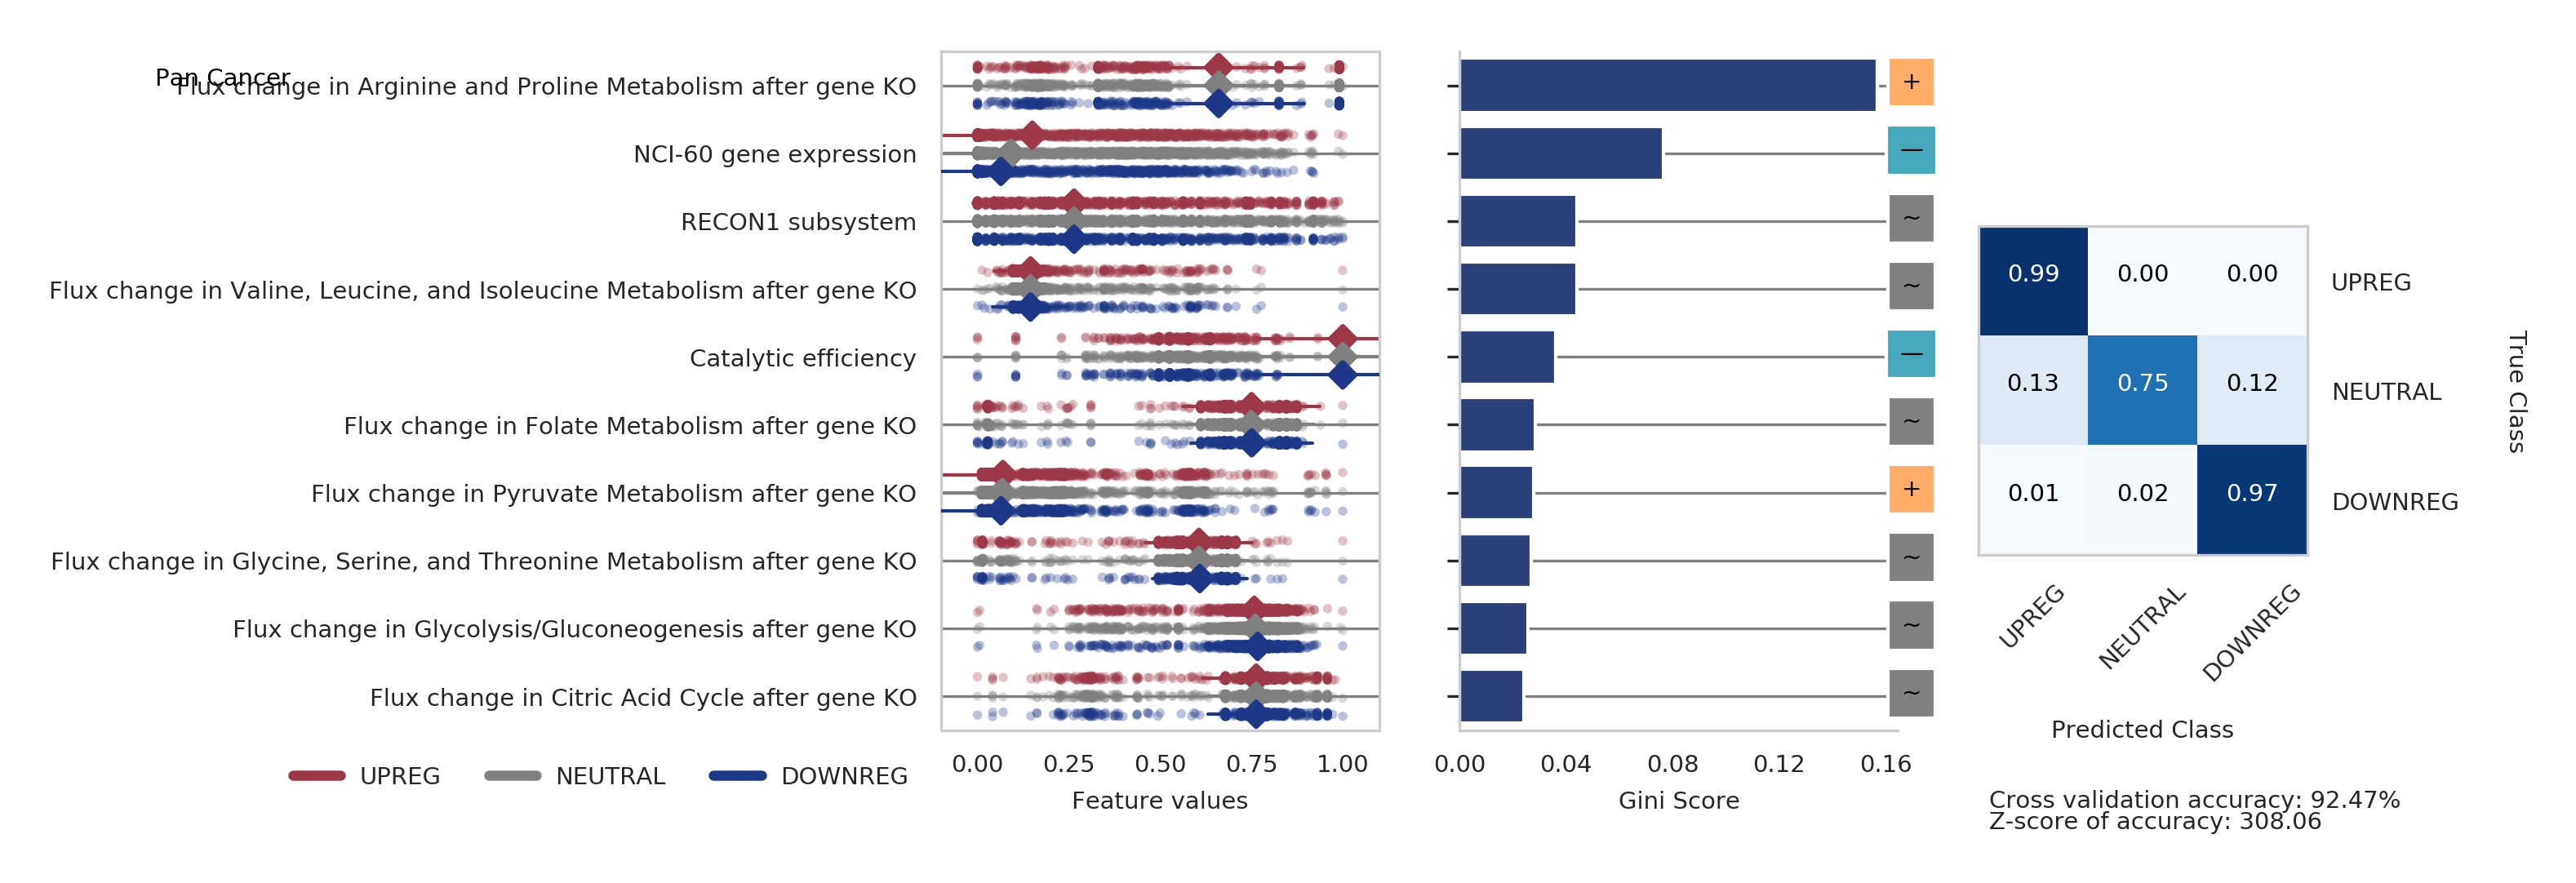 Pan Cancer
Flux change in Arginine and Proline Metabolism after gene KO
NCI-60 gene expression
RECON1 subsystem
Flux change in Valine, Leucine, and Isoleucine Metabolism after gene KO
Catalytic efficiency
Flux change in Folate Metabolism after gene KO
Flux change in Pyruvate Metabolism after gene KO
Flux change in Glycine, Serine, and Threonine Metabolism after gene KO
Flux change in Glycolysis/Gluconeogenesis after gene KO
Flux change in Citric Acid Cycle after gene KO
UPREG NEUTRAL DOWNREG
0.00 0.25 0.50 0.75 1.00
Feature values
+
—
~
~
—
~
+
~
~
~
0.00 0.04 0.08 0.12 0.16
Gini Score
0.99 0.00 0.00 UPREG
0.13 0.75 0.12 NEUTRAL
0.01 0.02 0.97 DOWNREG
True Class
UPREG NEUTRAL DOWNREG
Predicted Class
Cross validation accuracy: 92.47%
Z-score of accuracy: 308.06